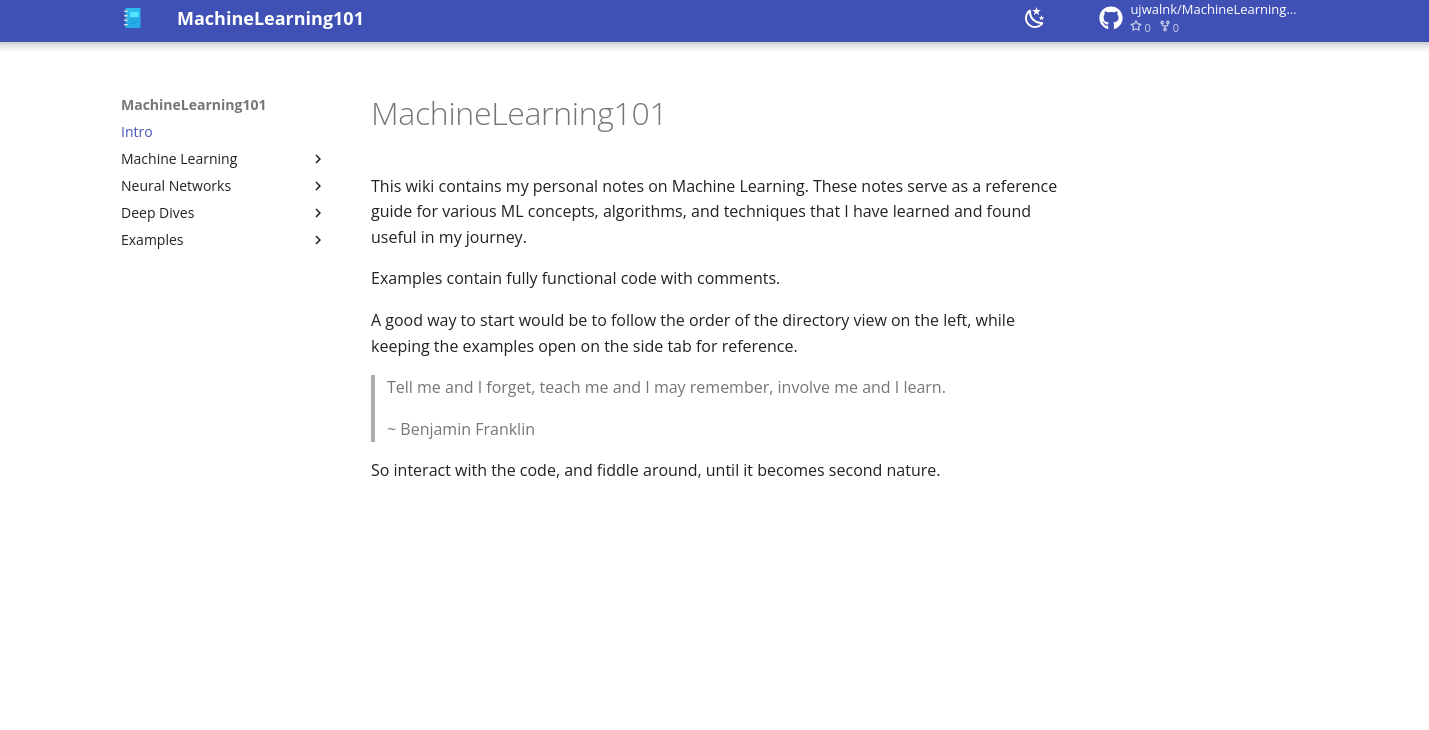 MachineLearning101
ujwalnk/MachineLearning...
0 0
MachineLearning101
Intro
Machine Learning
Neural Networks
Deep Dives
Examples
MachineLearning101
This wiki contains my personal notes on Machine Learning. These notes serve as a reference
guide for various ML concepts, algorithms, and techniques that I have learned and found
useful in my journey.
Examples contain fully functional code with comments.
A good way to start would be to follow the order of the directory view on the left, while
keeping the examples open on the side tab for reference.
Tell me and I forget, teach me and I may remember, involve me and I learn.
~ Benjamin Franklin
So interact with the code, and fiddle around, until it becomes second nature.